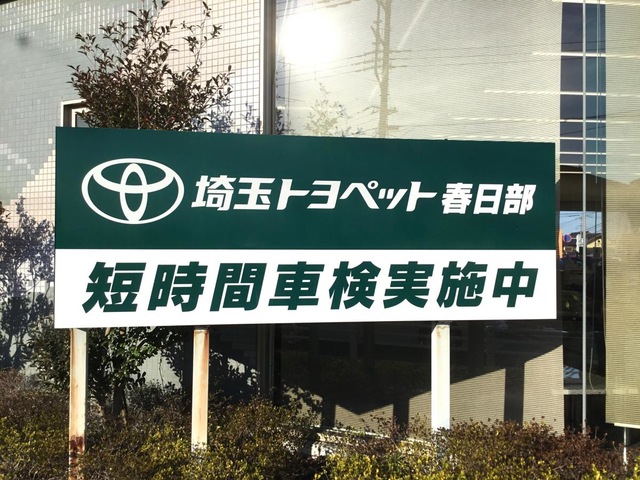 埼玉トヨペット 春日部
短時間車検実施中